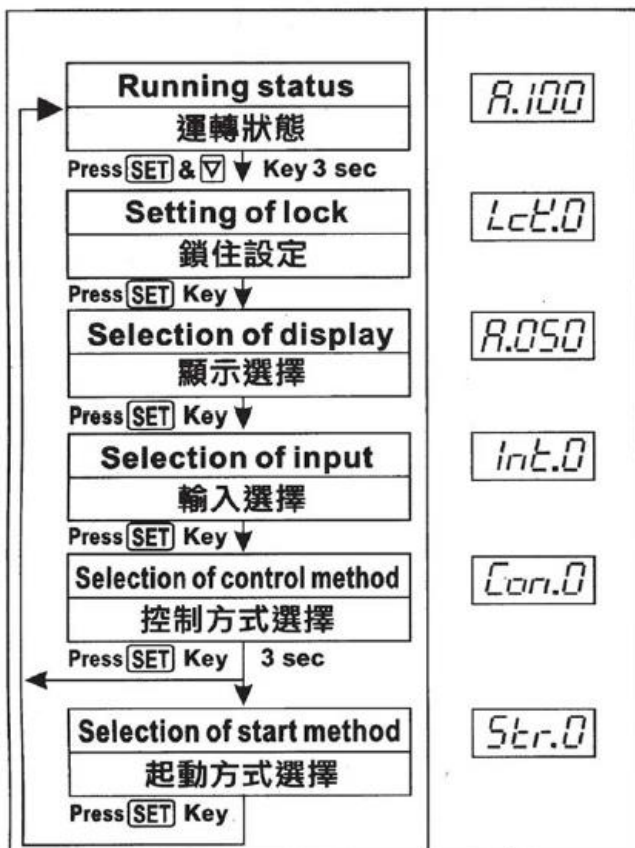 Running status
A.100
運轉狀態
Press SET & ▽ Key 3 sec
Setting of lock
Lck.0
鎖住設定
Press SET Key
Selection of display
A.050
顯示選擇
Press SET Key
Selection of input
Int.0
輸入選擇
Press SET Key
Selection of control method
Con.0
控制方式選擇
Press SET Key 3 sec
Selection of start method
Str.0
起動方式選擇
Press SET Key